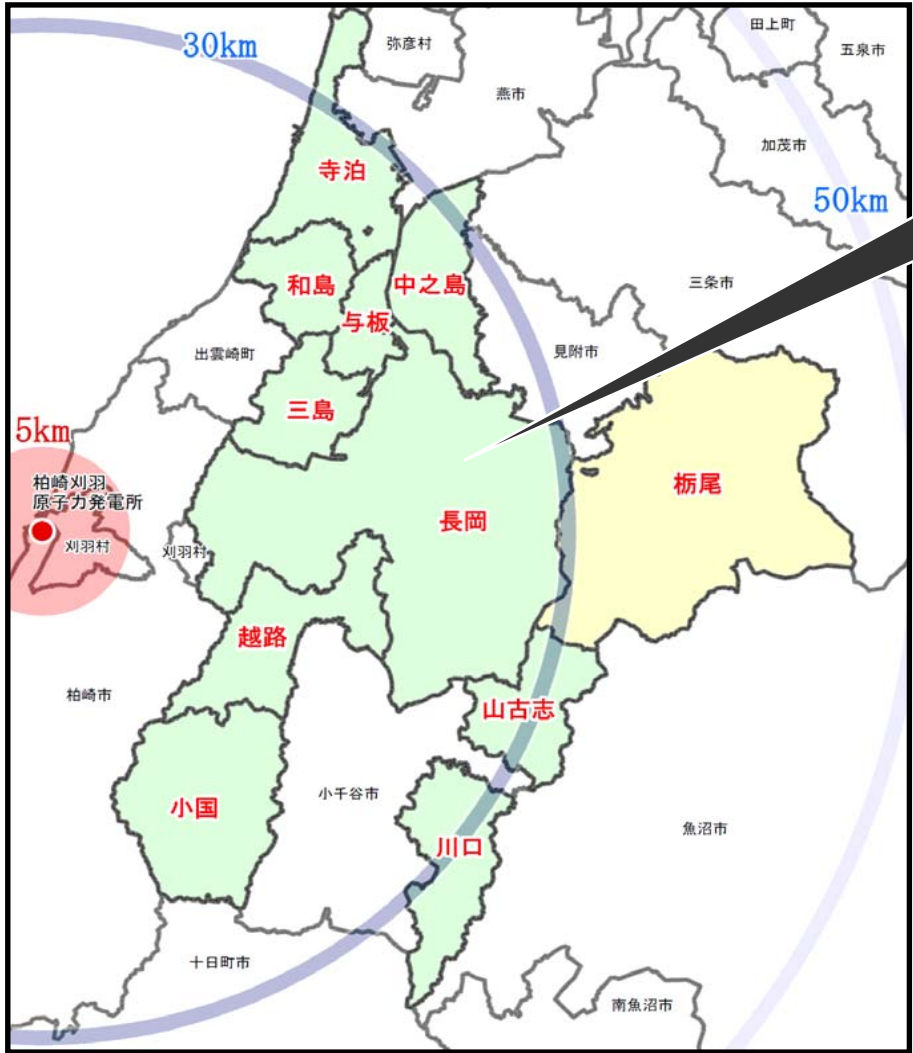 田上町
弥彦村
30km
五泉市
燕市
加茂市
寺泊
50km
和島
中之島
三条市
与板
出雲崎町
見附市
三島
5km
柏崎刈羽
原子力発電所
栃尾
長岡
刈羽村
刈羽村
越路
柏崎市
山古志
小千谷市
小国
魚沼市
川口
十日町市
南魚沼市